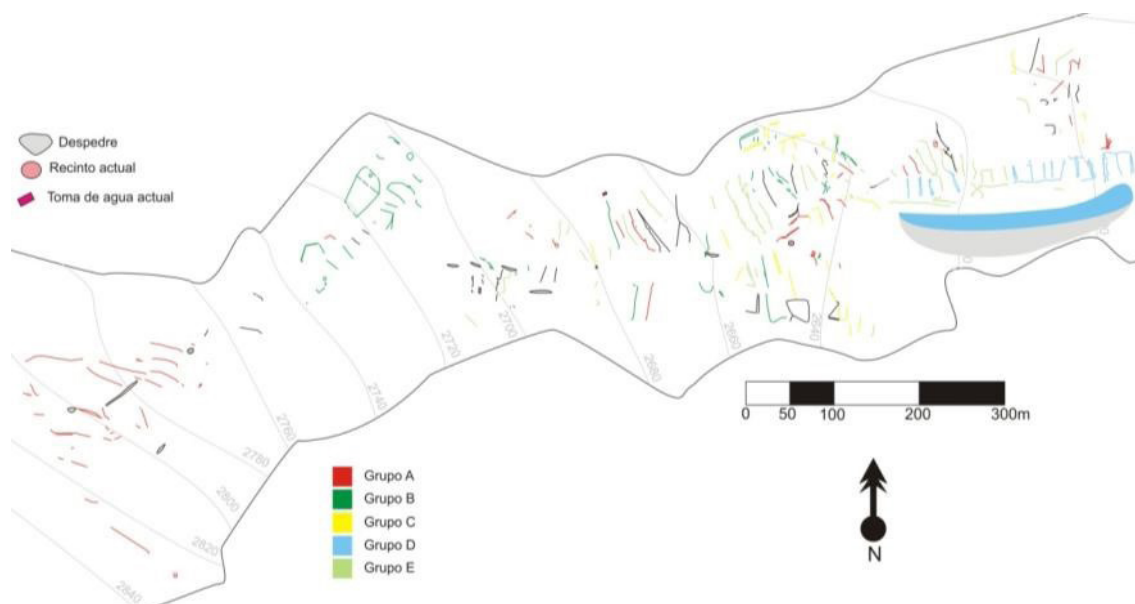 Despedre
Recinto actual
Toma de agua actual
2840
2820
2800
2780
2760
2740
2720
2700
2680
2660
2640
0 50 100 200 300m
Grupo A
Grupo B
Grupo C
Grupo D
Grupo E
N